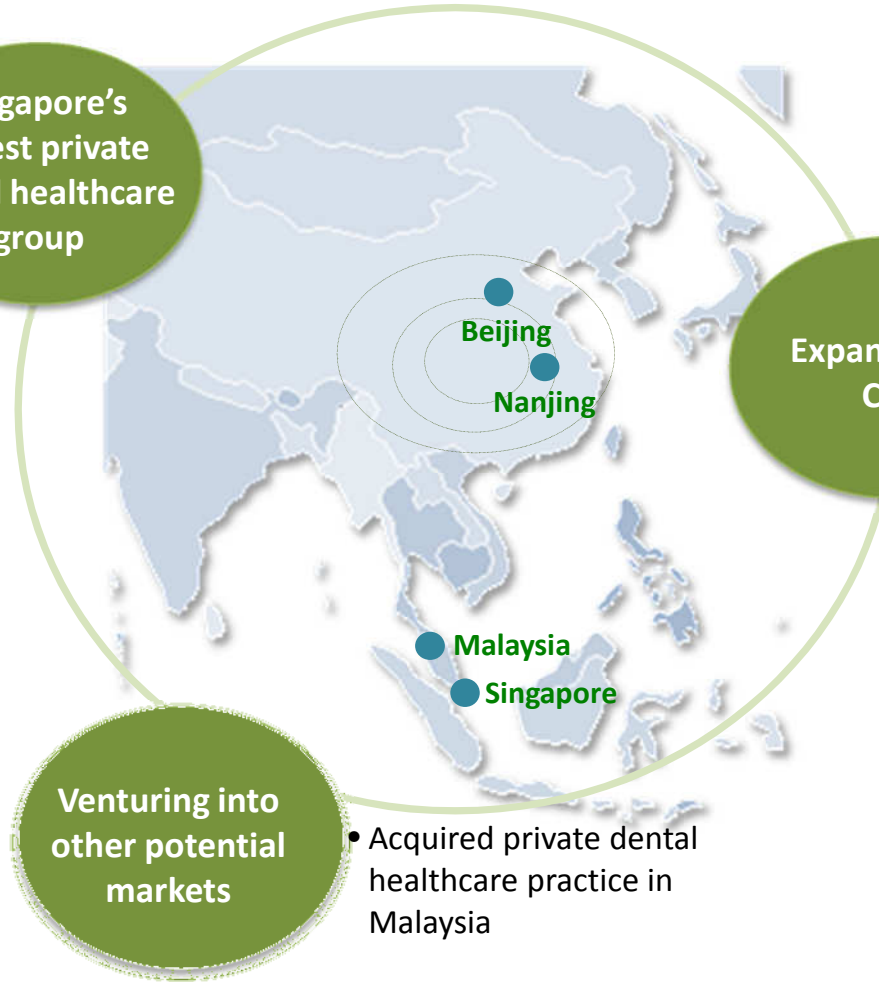 gapore's
est private
healthcare
group
Beijing
Expan
C
Nanjing
Malaysia
Singapore
Venturing into
other potential
markets
• Acquired private dental
healthcare practice in
Malaysia